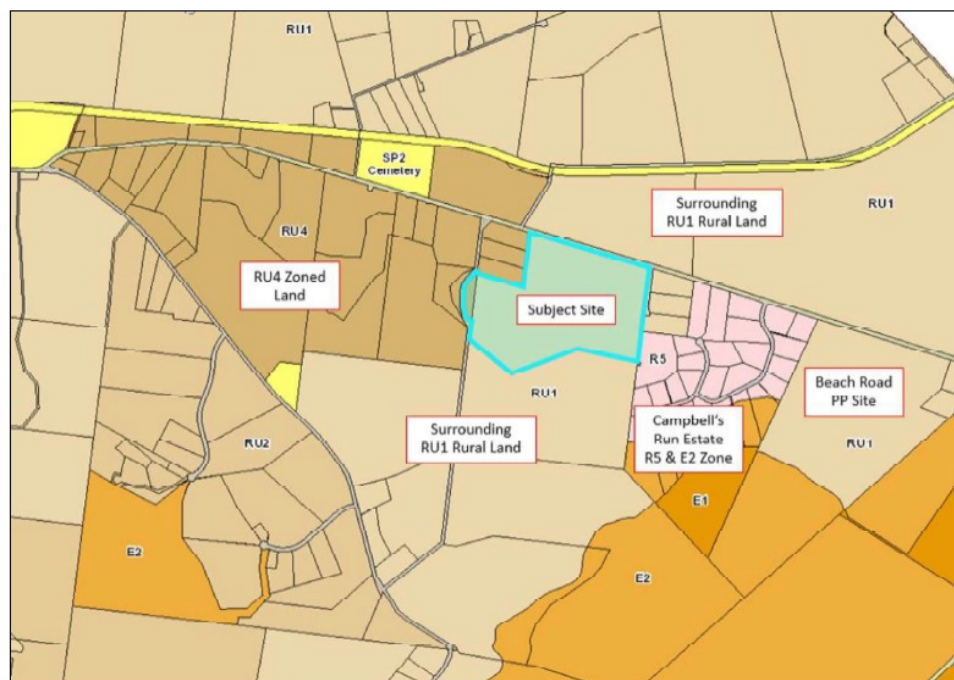 RU1
SP2
Cemetery
Surrounding
RU1 Rural Land
RU1
RU4
RU4 Zoned
Land
Subject Site
R5
RU1
Beach Road
PP Site
RU1
Campbell's
Run Estate
R5 & E2 Zone
Surrounding
RU1 Rural Land
RU2
E1
E2
E2